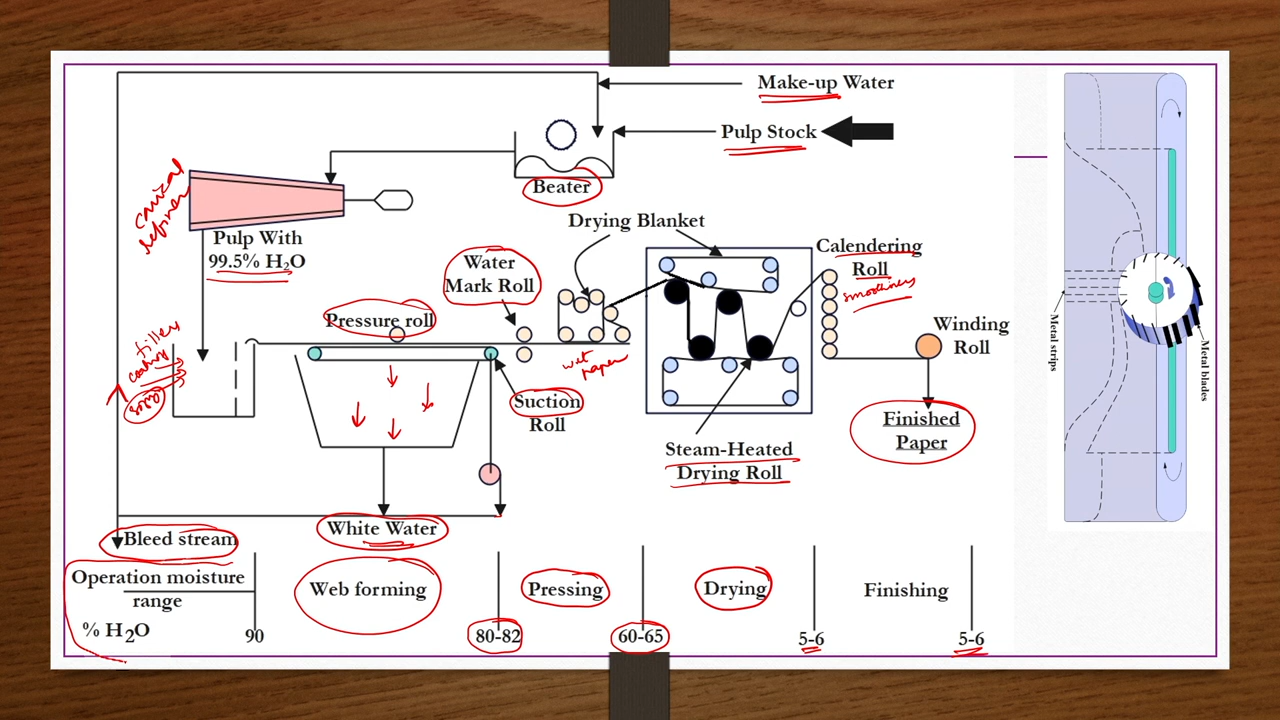 Make-up Water
Pulp Stock
Beater
conical
refiner
Pulp With
99.5% H2O
Drying Blanket
Water
Mark Roll
Calendering
Roll
smoothness
Pressure roll
Winding
Roll
fillers
coating
wet
paper
Suction
Roll
Finished
Paper
Steam-Heated
Drying Roll
White Water
Bleed stream
Operation moisture
range
Web forming
Pressing
Drying
Finishing
% H2O
90
80-82
60-65
5-6
5-6
Metal strips
Metal blades